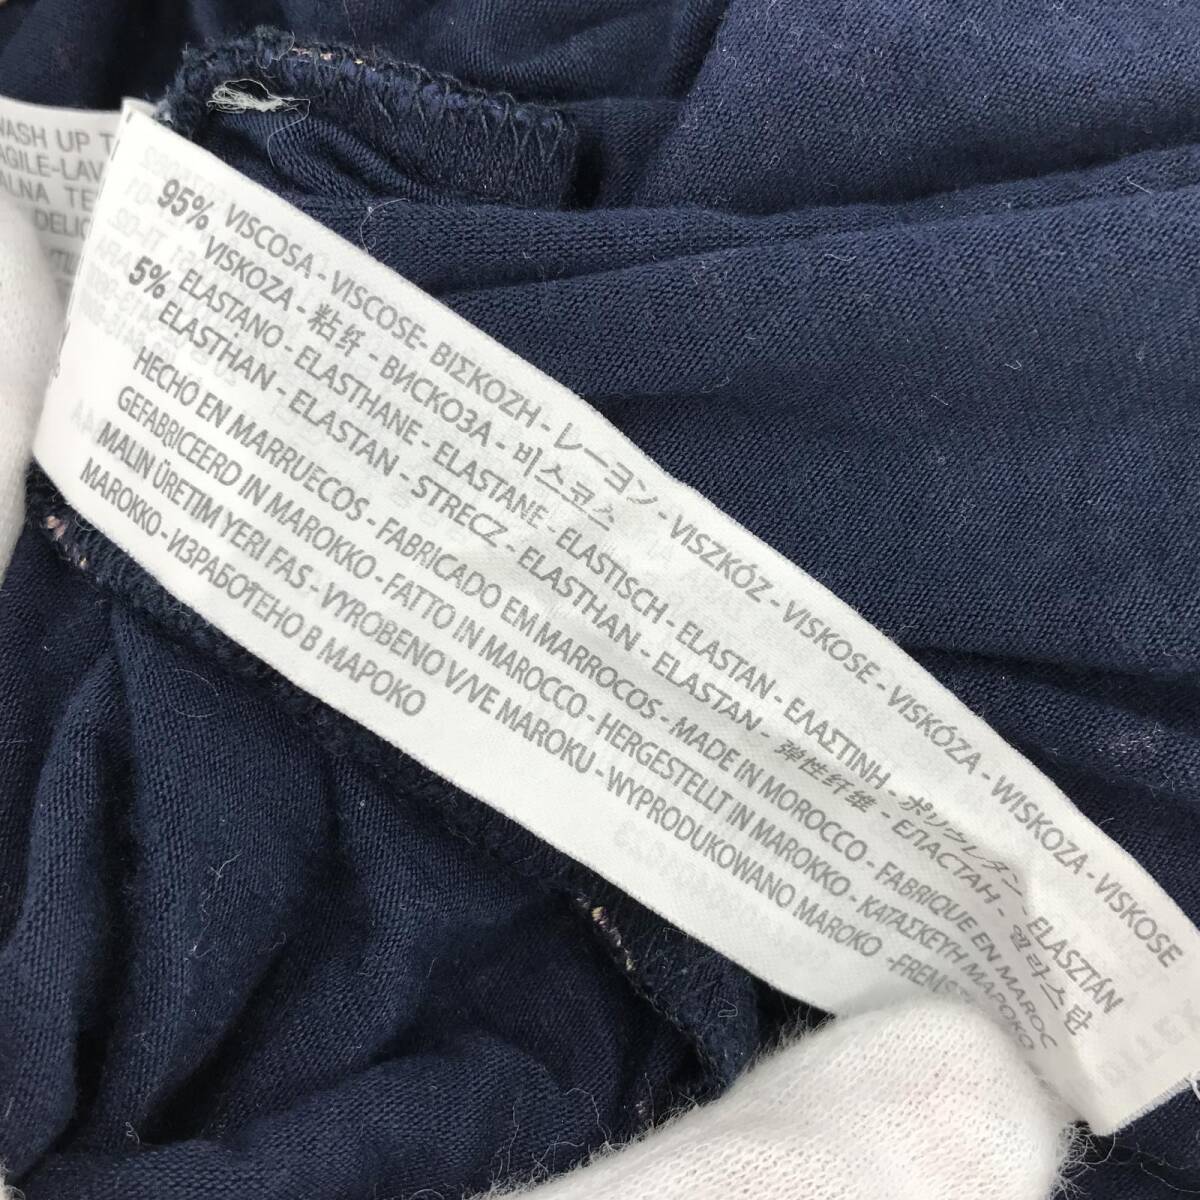 WASH UP T
AGILE-LAV
ALNA TE
DELIC
95% VISCOSA - VISCOSE - ΒΙΣΚΟΖΗ - レーヨン - VISZKÓZ - VISKOSE - VISKÓZA - WISKOZA - VISKOSE
VISKOZA - 粘纤 - ВИСКОЗА - 비스코스
5% ELASTANO - ELASTHANE - ELASTANE - ELASTISCH - ELASTAN - ΕΛΑΣΤΙΝΗ - ポリウレタン - ELASZTÁN
ELASTHAN - ELASTAN - STRECZ - ELASTHAN - ELASTAN - 弹性纤维 - ЕЛАСТАН - 엘라스탄
HECHO EN MARRUECOS - FABRICADO EM MARROCOS - MADE IN MOROCCO - FABRIQUE EN MAROC
GEFABRICEERD IN MAROKKO - FATTO IN MAROCCO - HERGESTELLT IN MAROKKO - ΚΑΤΑΣΚΕΥΗ ΜΑΡΟΚΟ
MALIN ÜRETIM YERI FAS - VYROBENO V/VE MAROKU - WYPRODUKOWANO MAROKO - FREMS
MAROKKO - ИЗРАБОТЕНО В МАРОКО